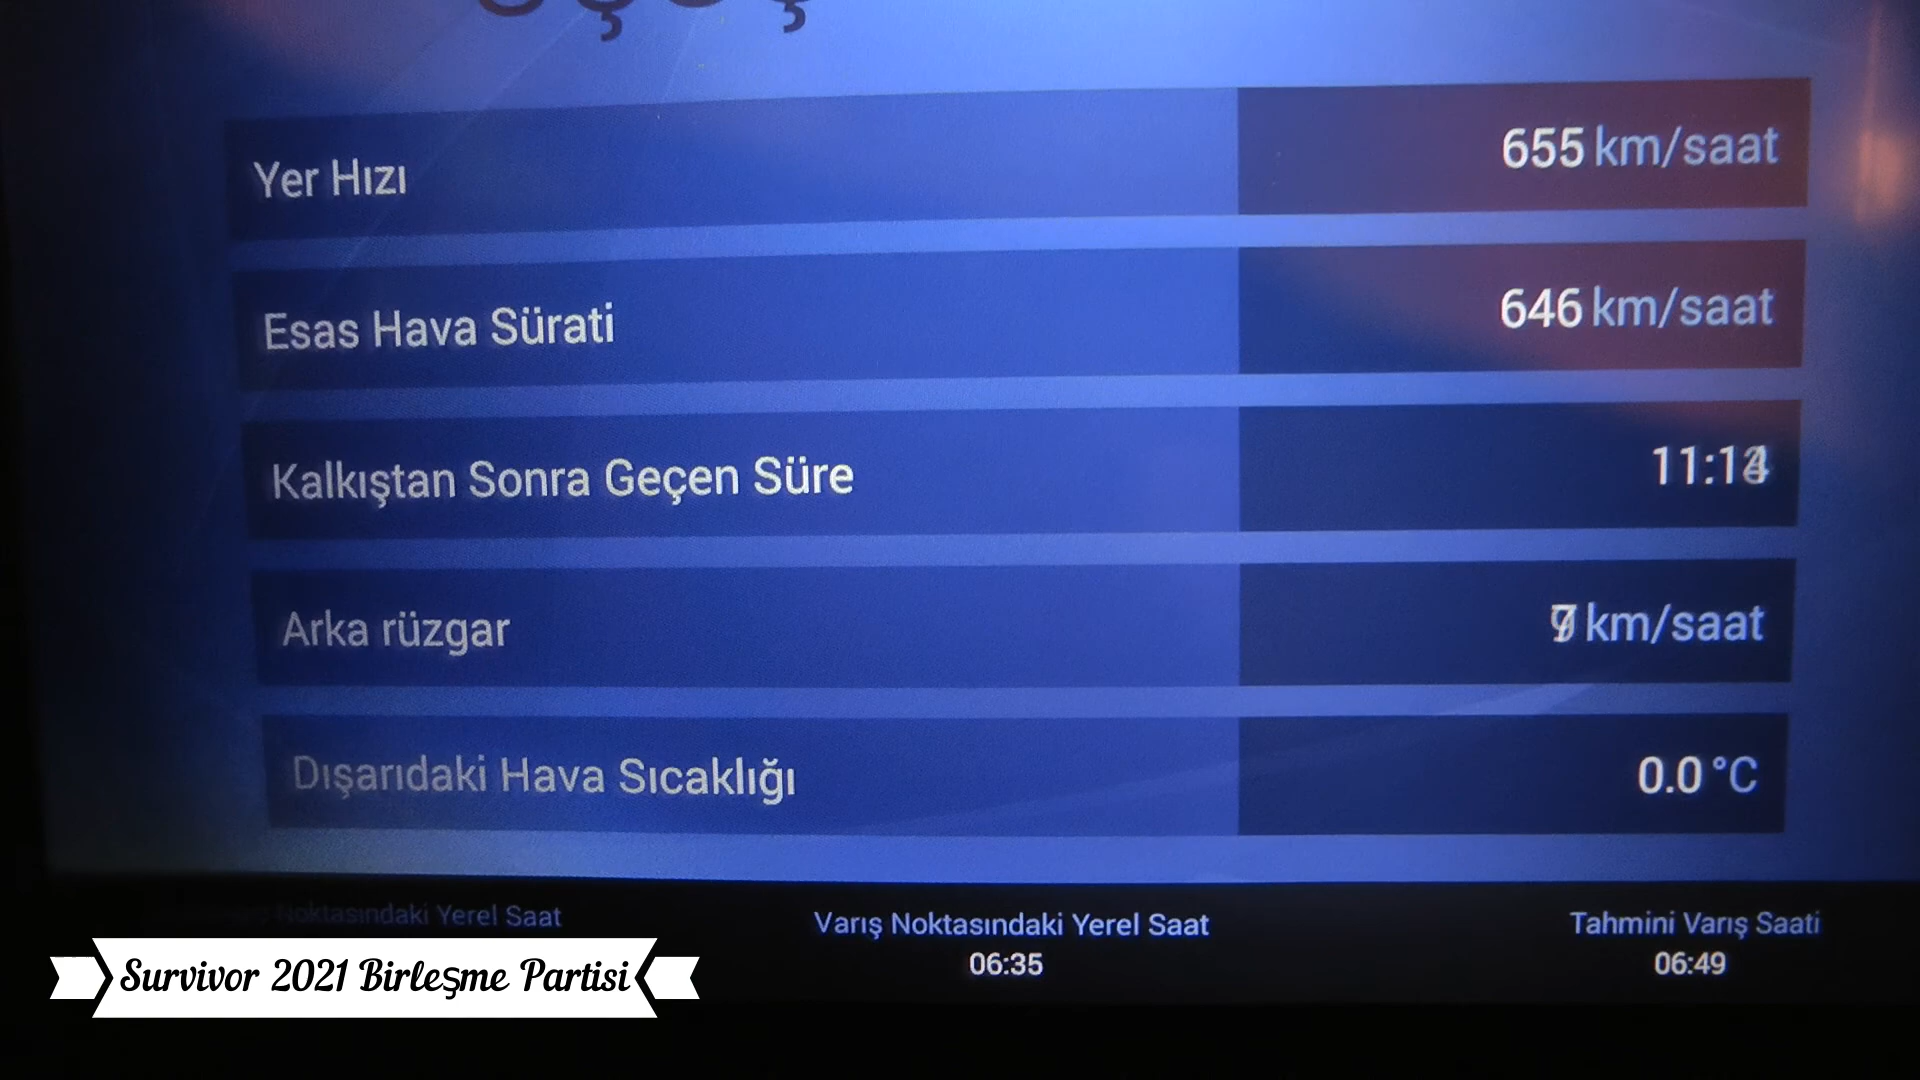 Yer Hızı 655 km/saat
Esas Hava Sürati 646 km/saat
Kalkıştan Sonra Geçen Süre
Arka rüzgar km/saat
Dışarıdaki Hava Sıcaklığı 0.0 °C
Noktasındaki Yerel Saat
Varış Noktasındaki Yerel Saat
06:35
Tahmini Varış Saati
06:49
Survivor 2021 Birleşme Partisi